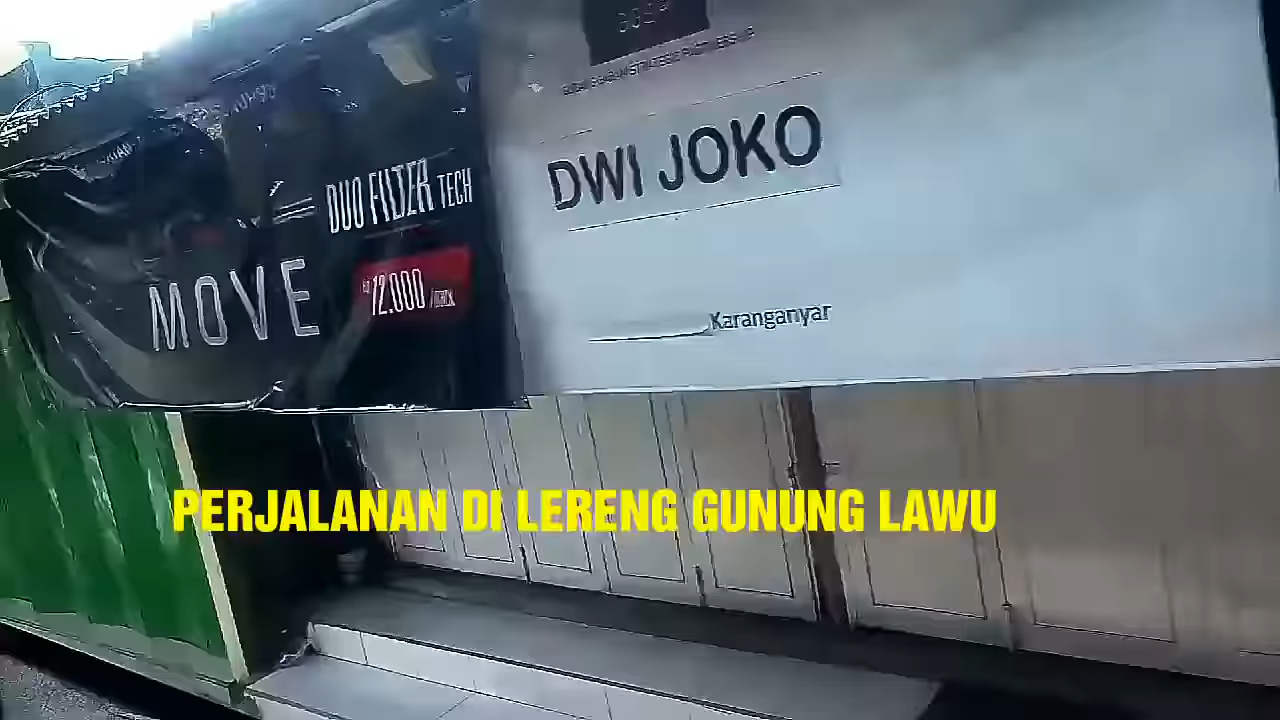 DUO FILTER TECH
MOVE
12.000
DWI JOKO
Karanganyar
PERJALANAN DI LERENG GUNUNG LAWU